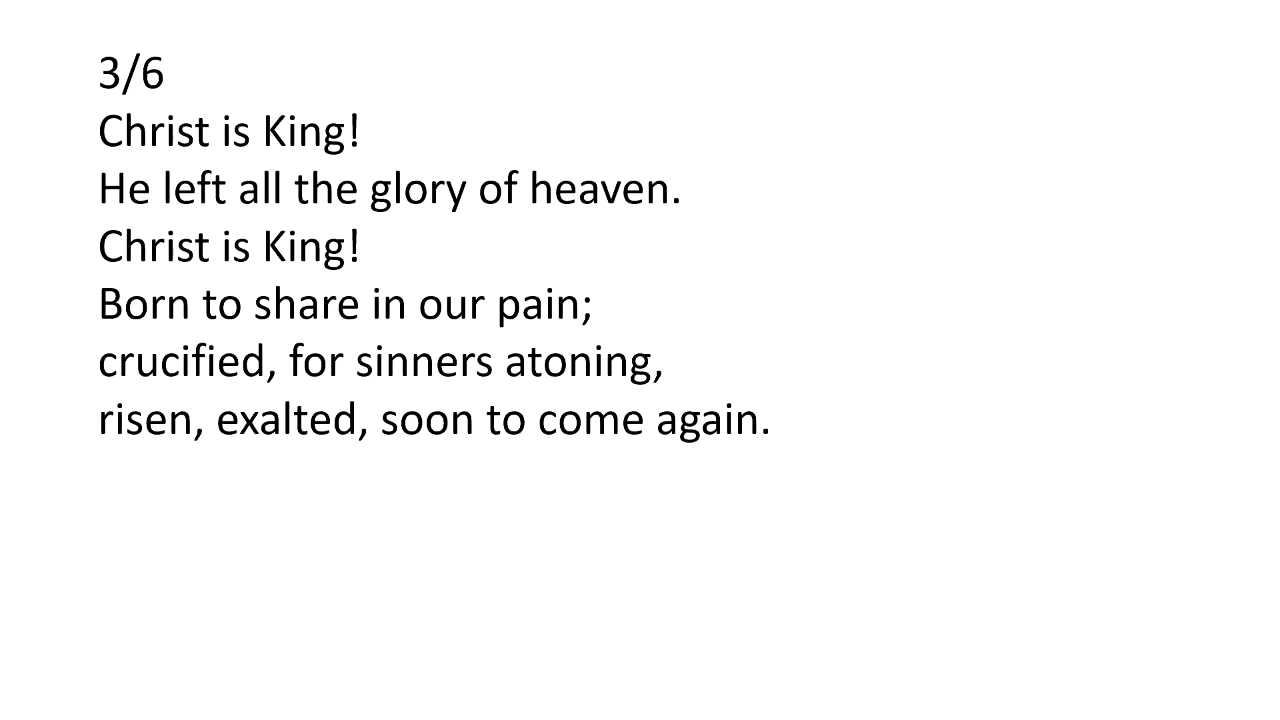 3/6
Christ is King!
He left all the glory of heaven.
Christ is King!
Born to share in our pain;
crucified, for sinners atoning,
risen, exalted, soon to come again.